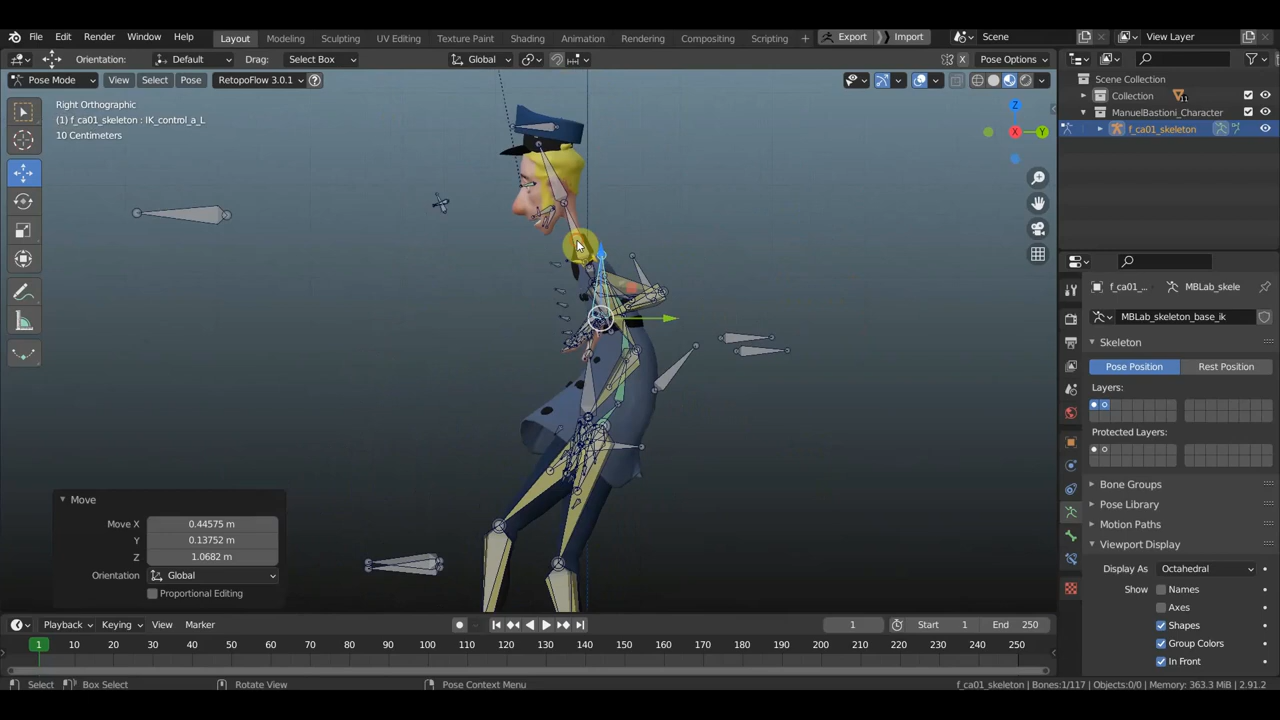 File Edit Render Window Help Layout Modeling Sculpting UV Editing Texture Paint Shading Animation Rendering Compositing Scripting + Export Import Scene View Layer
Orientation: Default Drag: Select Box Global Pose Options
Pose Mode View Select Pose RetopoFlow 3.0.1
Right Orthographic
(1) f_ca01_skeleton : IK_control_a_L
10 Centimeters
Z
X
Y
Scene Collection
Collection 11
ManuelBastioni_Character
f_ca01_skeleton
f_ca01_... MBLab_skele
MBLab_skeleton_base_ik
Skeleton
Pose Position Rest Position
Layers:
Protected Layers:
Bone Groups
Pose Library
Motion Paths
Viewport Display
Display As Octahedral
Show Names
Axes
Shapes
Group Colors
In Front
Move
Move X 0.44575 m
Y 0.13752 m
Z 1.0682 m
Orientation Global
Proportional Editing
Playback Keying View Marker 1 Start 1 End 250
1 10 20 30 40 50 60 70 80 90 100 110 120 130 140 150 160 170 180 190 200 210 220 230 240 250
Select Box Select Rotate View Pose Context Menu f_ca01_skeleton | Bones:1/117 | Objects:0/0 | Memory: 363.3 MiB | 2.91.2